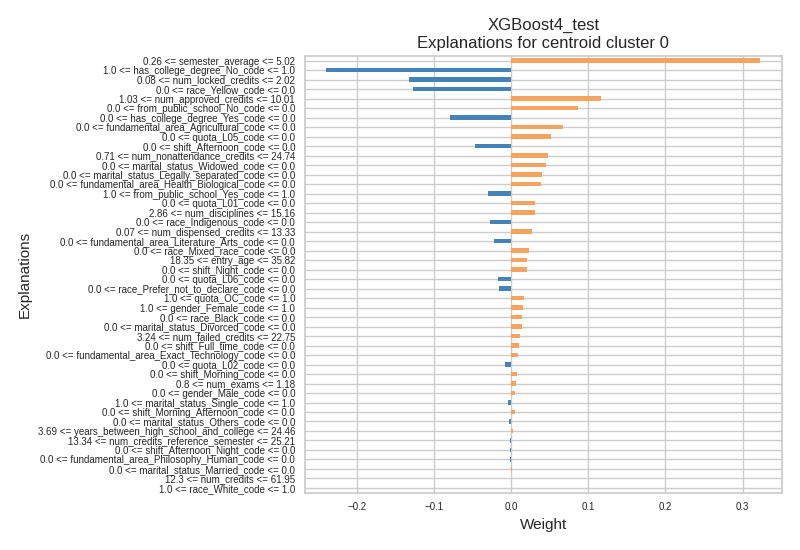 XGBoost4_test
Explanations for centroid cluster 0
0.26 <= semester_average <= 5.02
1.0 <= has_college_degree_No_code <= 1.0
0.08 <= num_locked_credits <= 2.02
0.0 <= race_Yellow_code <= 0.0
1.03 <= num_approved_credits <= 10.01
0.0 <= from_public_school_No_code <= 0.0
0.0 <= has_college_degree_Yes_code <= 0.0
0.0 <= fundamental_area_Agricultural_code <= 0.0
0.0 <= quota_L05_code <= 0.0
0.0 <= shift_Afternoon_code <= 0.0
0.71 <= num_nonattendance_credits <= 24.74
0.0 <= marital_status_Widowed_code <= 0.0
0.0 <= marital_status_Legally_separated_code <= 0.0
0.0 <= fundamental_area_Health_Biological_code <= 0.0
1.0 <= from_public_school_Yes_code <= 1.0
0.0 <= quota_L01_code <= 0.0
2.86 <= num_disciplines <= 15.16
0.0 <= race_Indigenous_code <= 0.0
0.07 <= num_dispensed_credits <= 13.33
0.0 <= fundamental_area_Literature_Arts_code <= 0.0
0.0 <= race_Mixed_race_code <= 0.0
18.35 <= entry_age <= 35.82
0.0 <= shift_Night_code <= 0.0
0.0 <= quota_L06_code <= 0.0
0.0 <= race_Prefer_not_to_declare_code <= 0.0
1.0 <= quota_OC_code <= 1.0
1.0 <= gender_Female_code <= 1.0
0.0 <= race_Black_code <= 0.0
0.0 <= marital_status_Divorced_code <= 0.0
3.24 <= num_failed_credits <= 22.75
0.0 <= shift_Full_time_code <= 0.0
0.0 <= fundamental_area_Exact_Technology_code <= 0.0
0.0 <= quota_L02_code <= 0.0
0.0 <= shift_Morning_code <= 0.0
0.8 <= num_exams <= 1.18
0.0 <= gender_Male_code <= 0.0
1.0 <= marital_status_Single_code <= 1.0
0.0 <= shift_Morning_Afternoon_code <= 0.0
0.0 <= marital_status_Others_code <= 0.0
3.69 <= years_between_high_school_and_college <= 24.46
13.34 <= num_credits_reference_semester <= 25.21
0.0 <= shift_Afternoon_Night_code <= 0.0
0.0 <= fundamental_area_Philosophy_Human_code <= 0.0
0.0 <= marital_status_Married_code <= 0.0
12.3 <= num_credits <= 61.95
1.0 <= race_White_code <= 1.0
Explanations
−0.2 −0.1 0.0 0.1 0.2 0.3
Weight